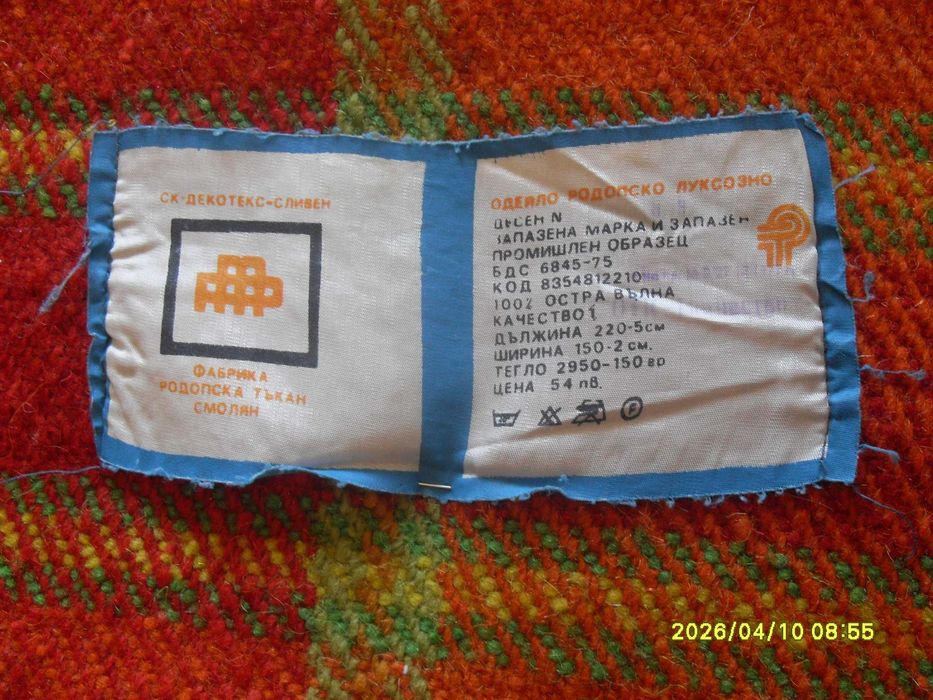 СК-ДЕКОТЕКС-СЛИВЕН
ФАБРИКА
РОДОПСКА ТЪКАН
СМОЛЯН
ОДЕЯЛО РОДОПСКО ЛУКСОЗНО
ДЕСЕН N
ЗАПАЗЕНА МАРКА И ЗАПАЗЕН
ПРОМИШЛЕН ОБРАЗЕЦ
БДС 6845-75
КОД 8354812210
100% ОСТРА ВЪЛНА
КАЧЕСТВО 1
ДЪЛЖИНА 220-5см
ШИРИНА 150-2 см.
ТЕГЛО 2950-150 гр
ЦЕНА 54 лв.
2026/04/10 08:55